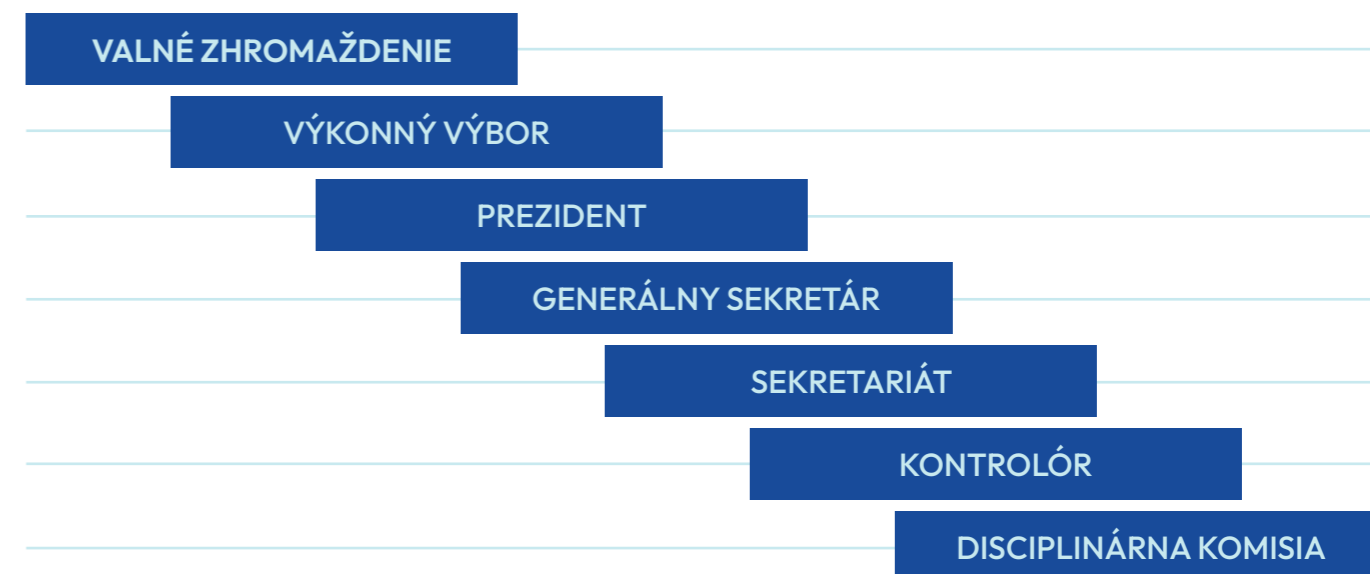 VALNÉ ZHROMAŽDENIE
VÝKONNÝ VÝBOR
PREZIDENT
GENERÁLNY SEKRETÁR
SEKRETARIÁT
KONTROLÓR
DISCIPLINÁRNA KOMISIA